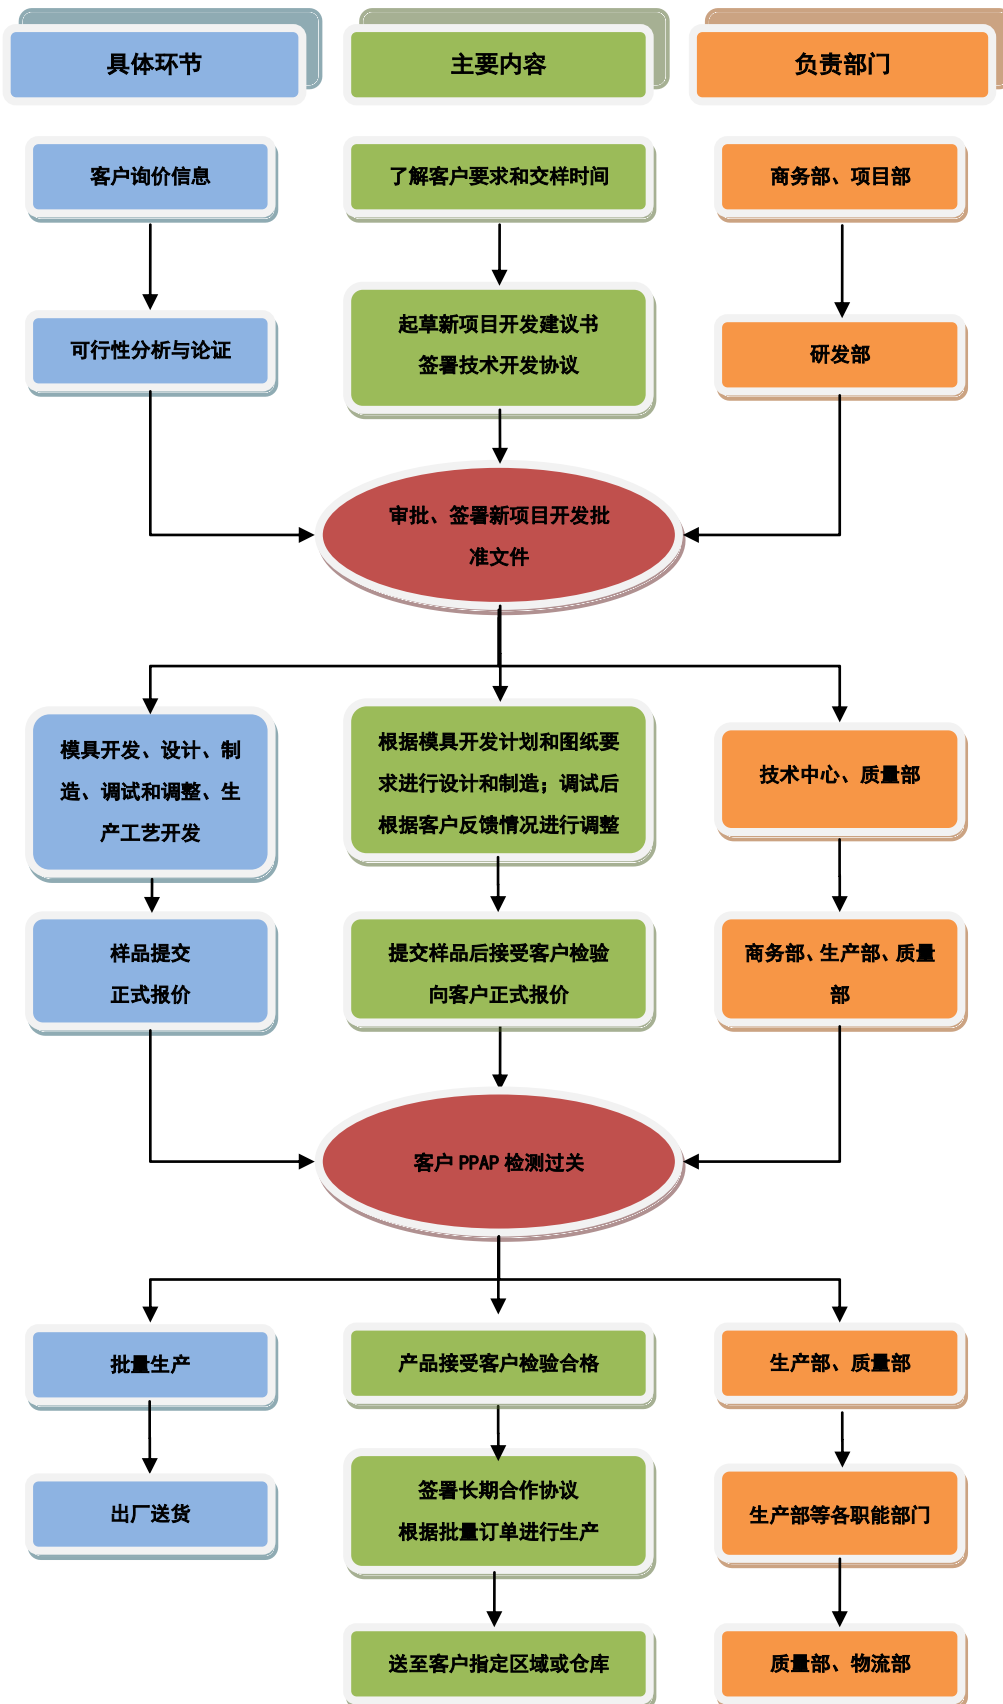 具体环节
主要内容
负责部门
客户询价信息
了解客户要求和交样时间
商务部、项目部
可行性分析与论证
起草新项目开发建议书
签署技术开发协议
研发部
审批、签署新项目开发批
准文件
模具开发、设计、制
造、调试和调整、生
产工艺开发
根据模具开发计划和图纸要
求进行设计和制造；调试后
根据客户反馈情况进行调整
技术中心、质量部
样品提交
正式报价
提交样品后接受客户检验
向客户正式报价
商务部、生产部、质量
部
客户 PPAP 检测过关
批量生产
产品接受客户检验合格
生产部、质量部
出厂送货
签署长期合作协议
根据批量订单进行生产
生产部等各职能部门
送至客户指定区域或仓库
质量部、物流部